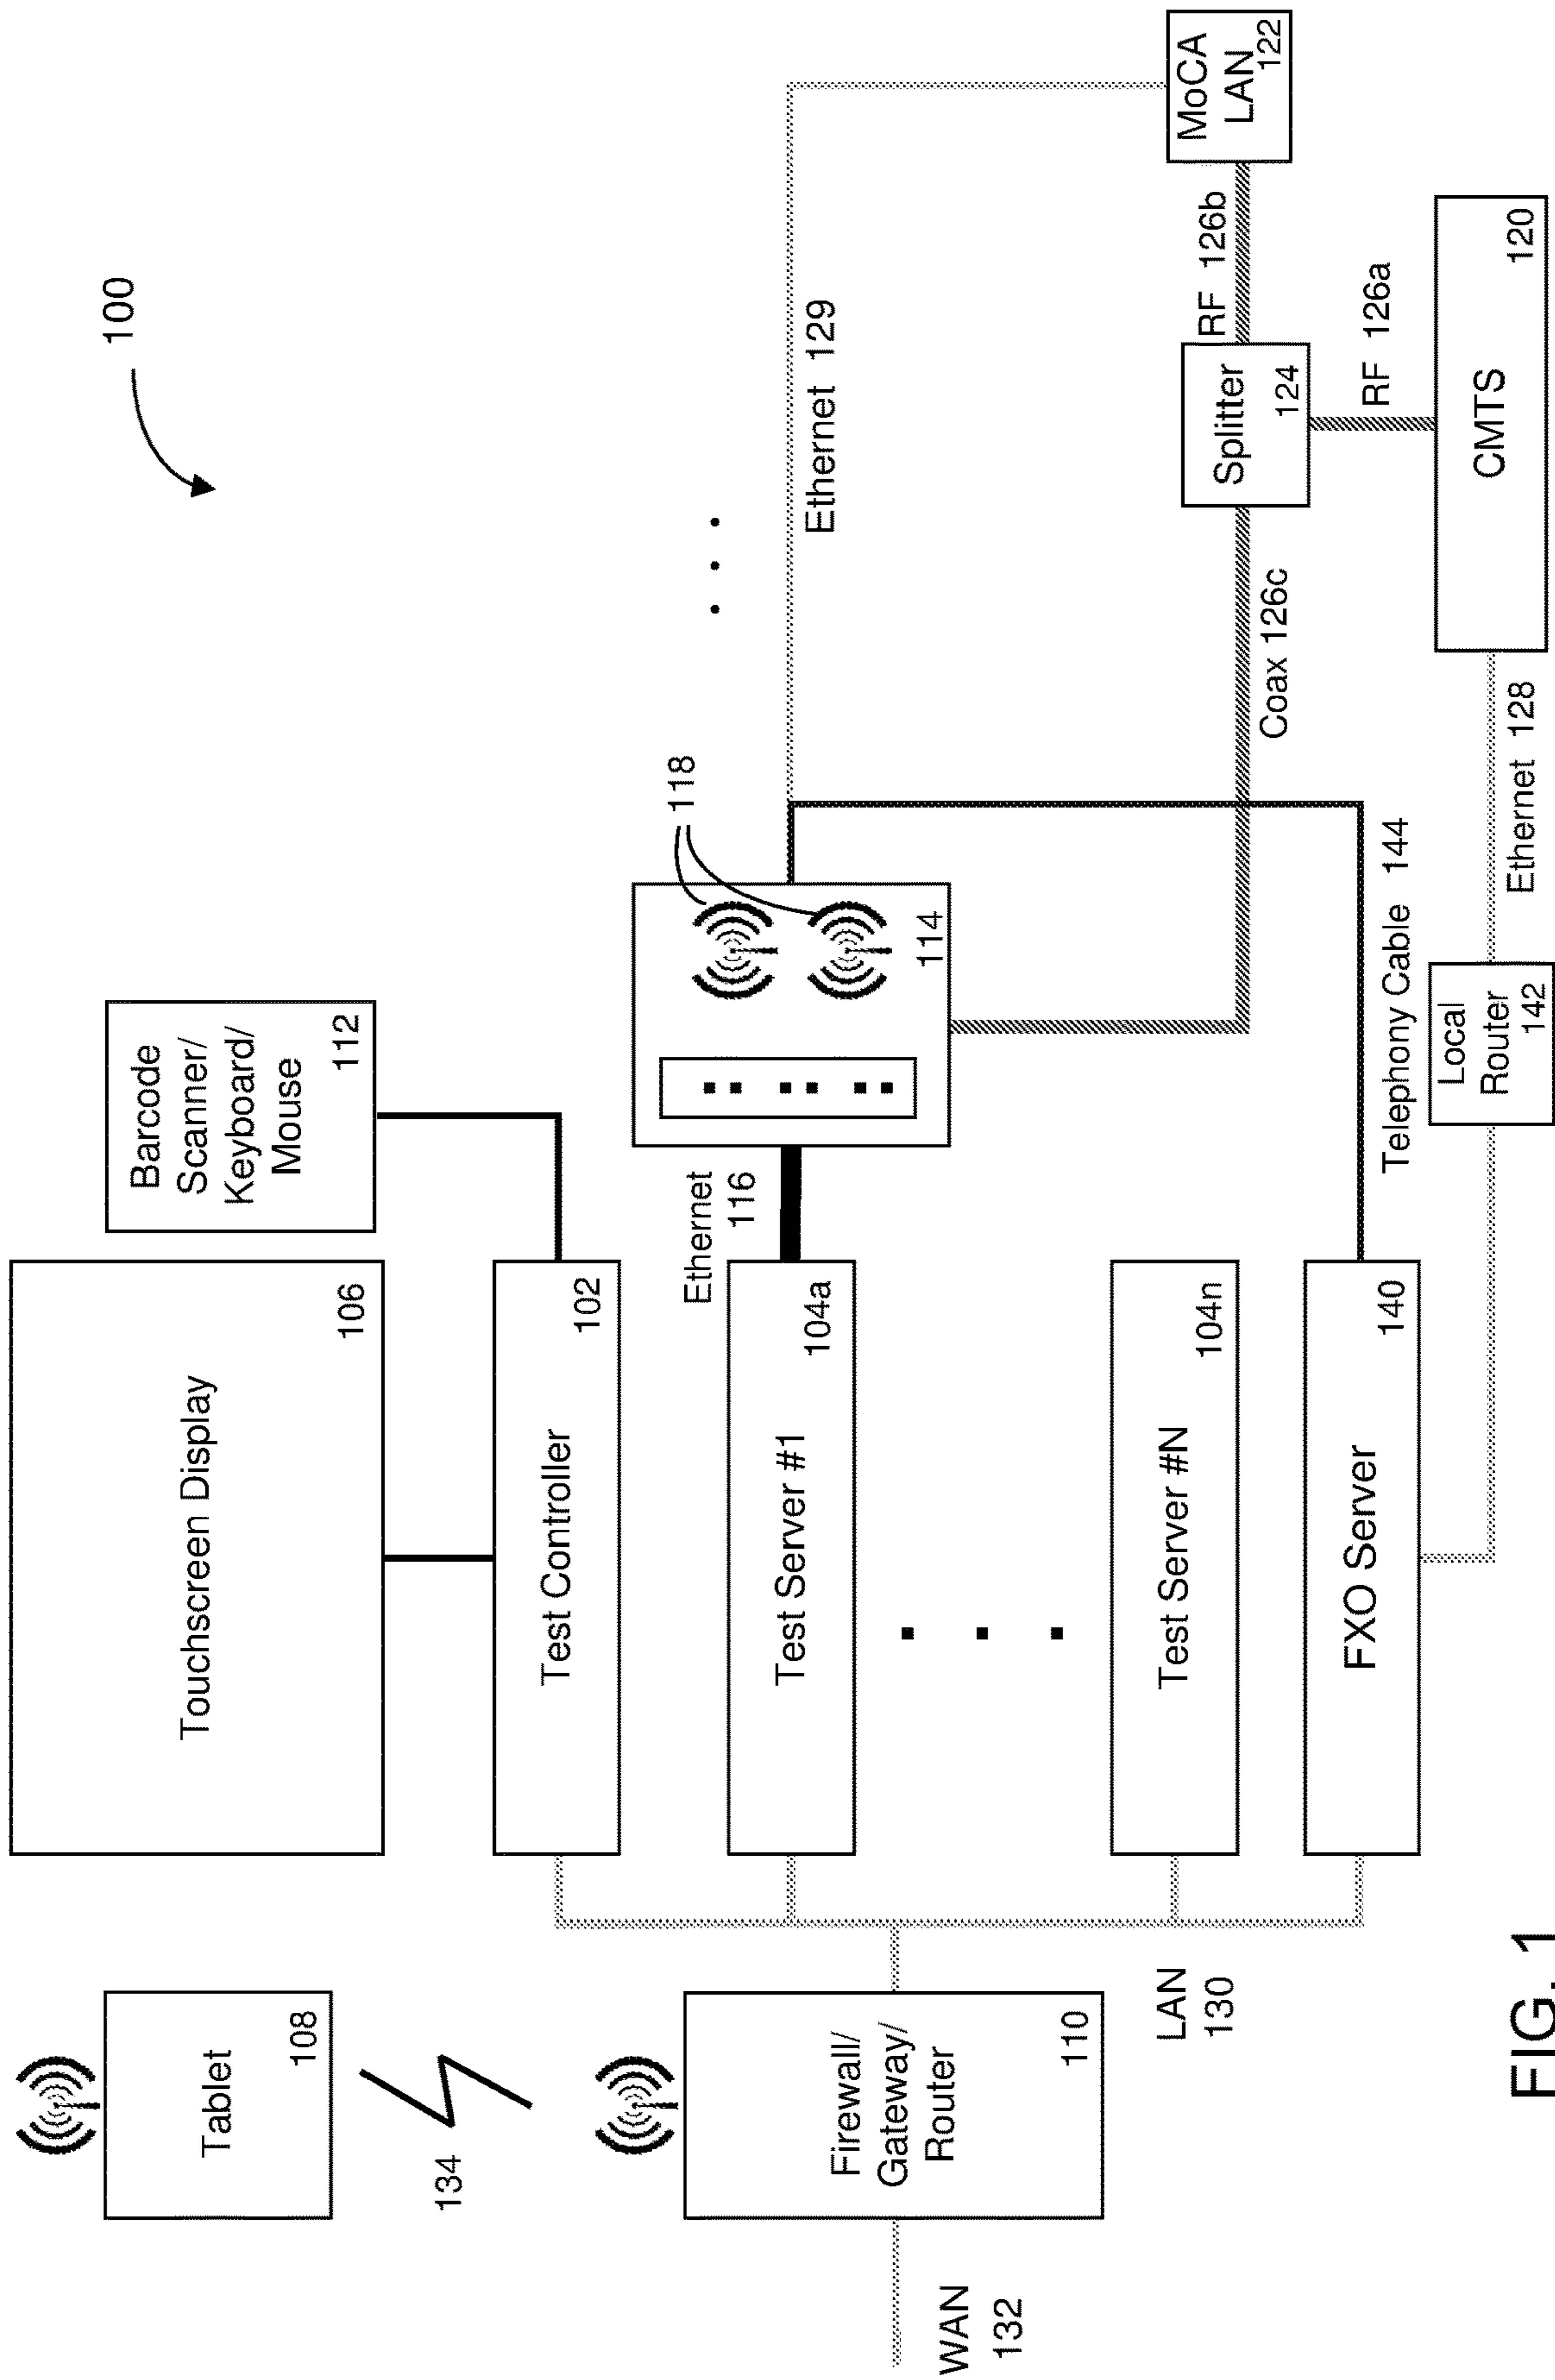 100
Touchscreen Display
106
Barcode
Scanner/
Keyboard/
Mouse
112
Tablet
108
134
Test Controller
102
118
114
Ethernet
116
Ethernet 129
Firewall/
Gateway/
Router
110
WAN
132
LAN
130
Test Server #1
104a
Test Server #N
104n
FXO Server
140
MoCA
LAN
122
RF 126b
Splitter
124
RF 126a
Coax 126c
CMTS
120
Telephony Cable 144
Local
Router
142
Ethernet 128
FIG. 1